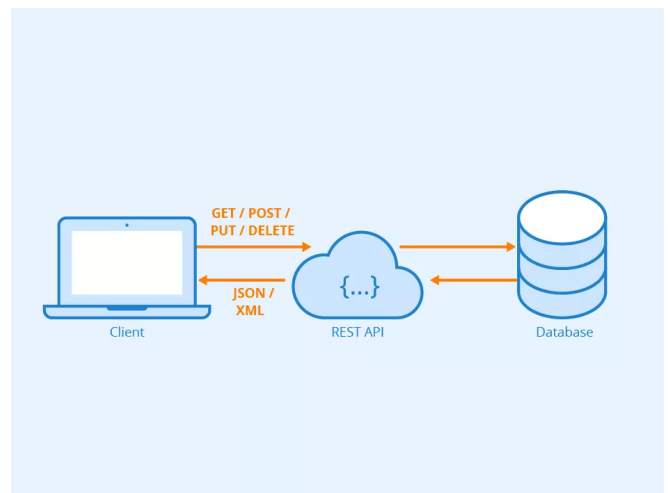 GET / POST /
PUT / DELETE
{...}
JSON /
XML
Client
REST API
Database